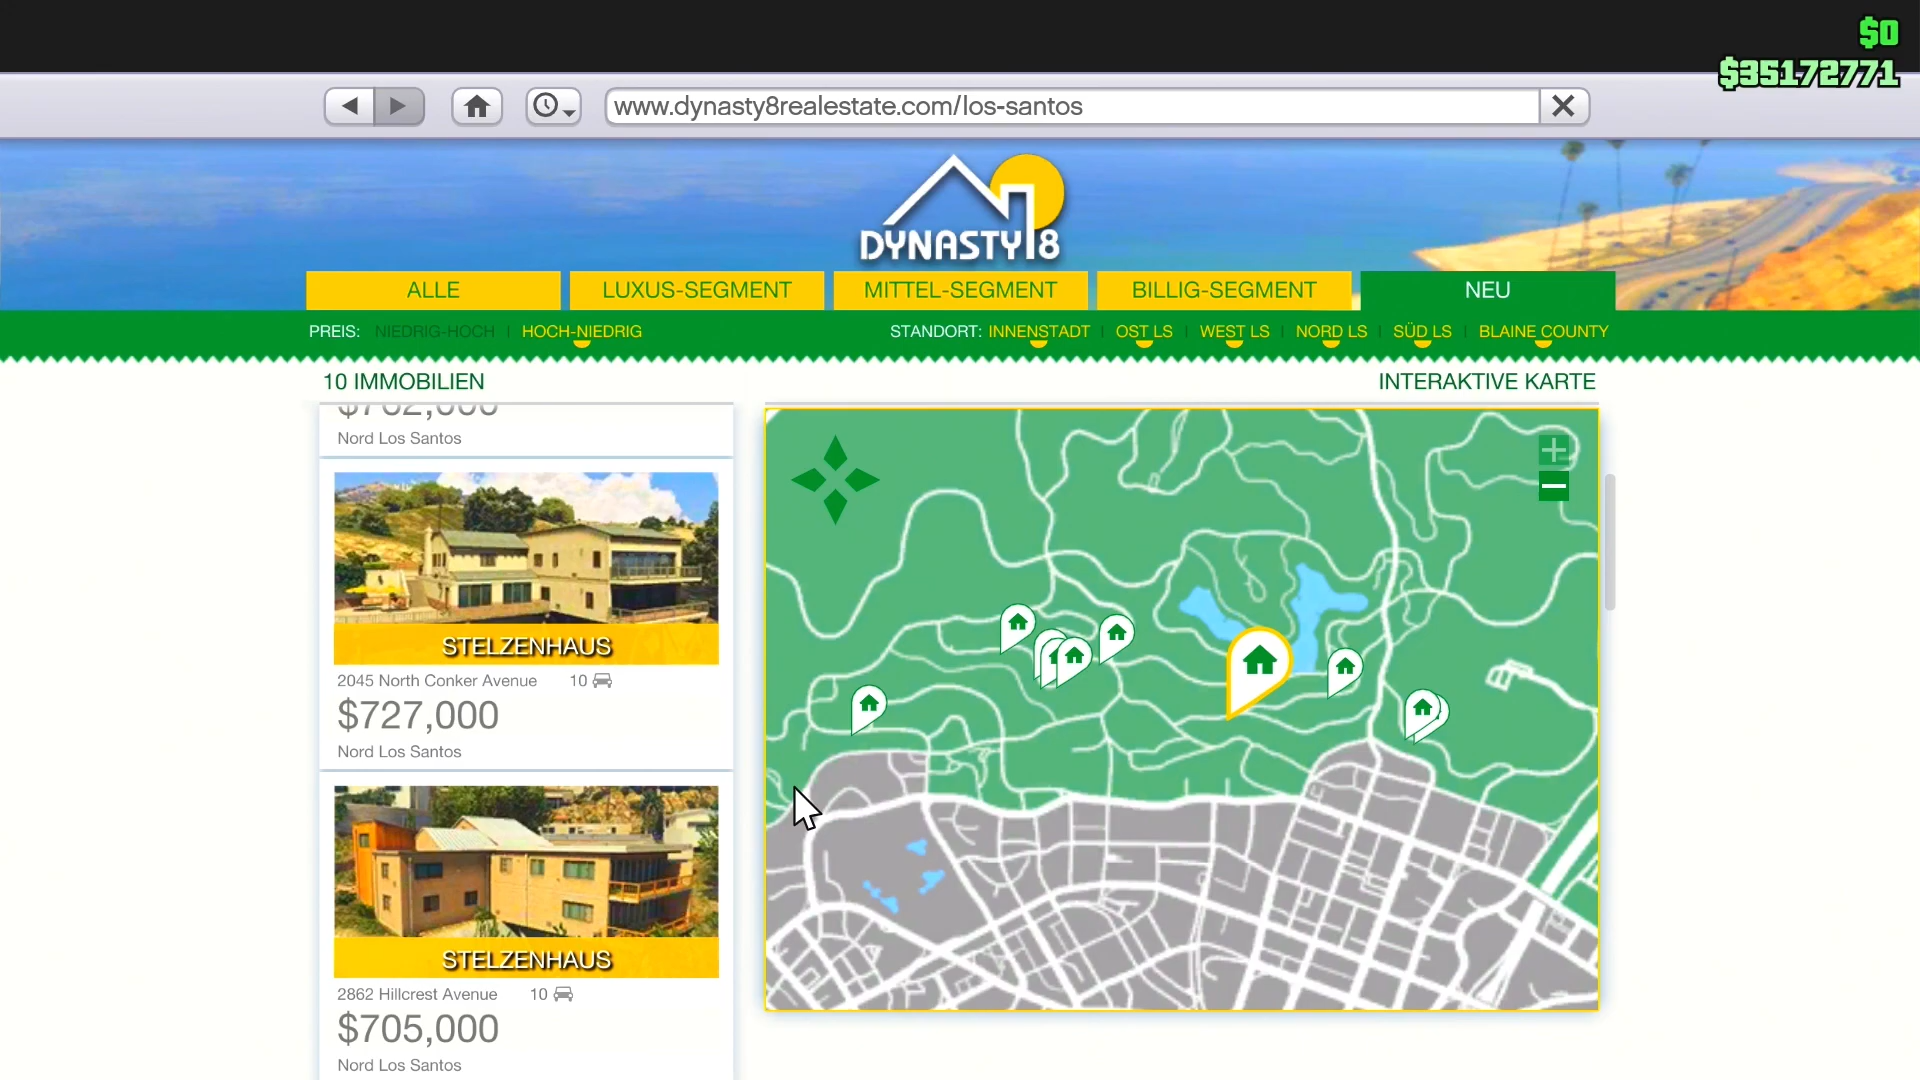 $0
$35172771
www.dynasty8realestate.com/los-santos
DYNASTY 8
ALLE
LUXUS-SEGMENT
MITTEL-SEGMENT
BILLIG-SEGMENT
NEU
PREIS: NIEDRIG-HOCH | HOCH-NIEDRIG
STANDORT: INNENSTADT | OST LS | WEST LS | NORD LS | SÜD LS | BLAINE COUNTY
10 IMMOBILIEN
INTERAKTIVE KARTE
$762,000
Nord Los Santos
STELZENHAUS
2045 North Conker Avenue 10
$727,000
Nord Los Santos
STELZENHAUS
2862 Hillcrest Avenue 10
$705,000
Nord Los Santos